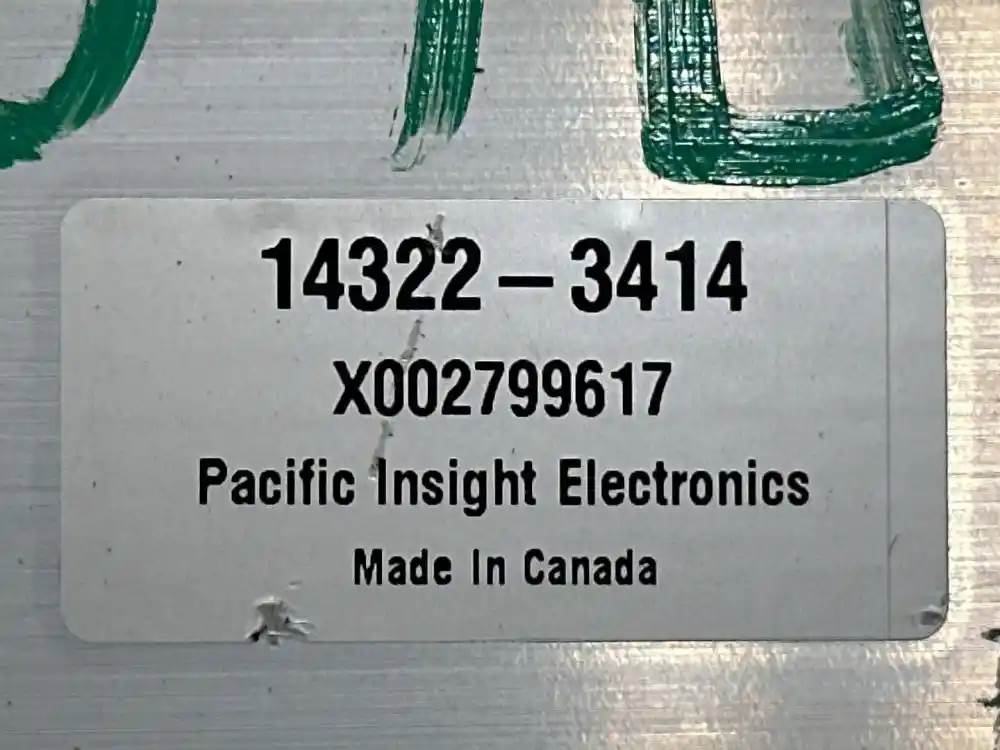 14322-3414
X002799617
Pacific Insight Electronics
Made In Canada